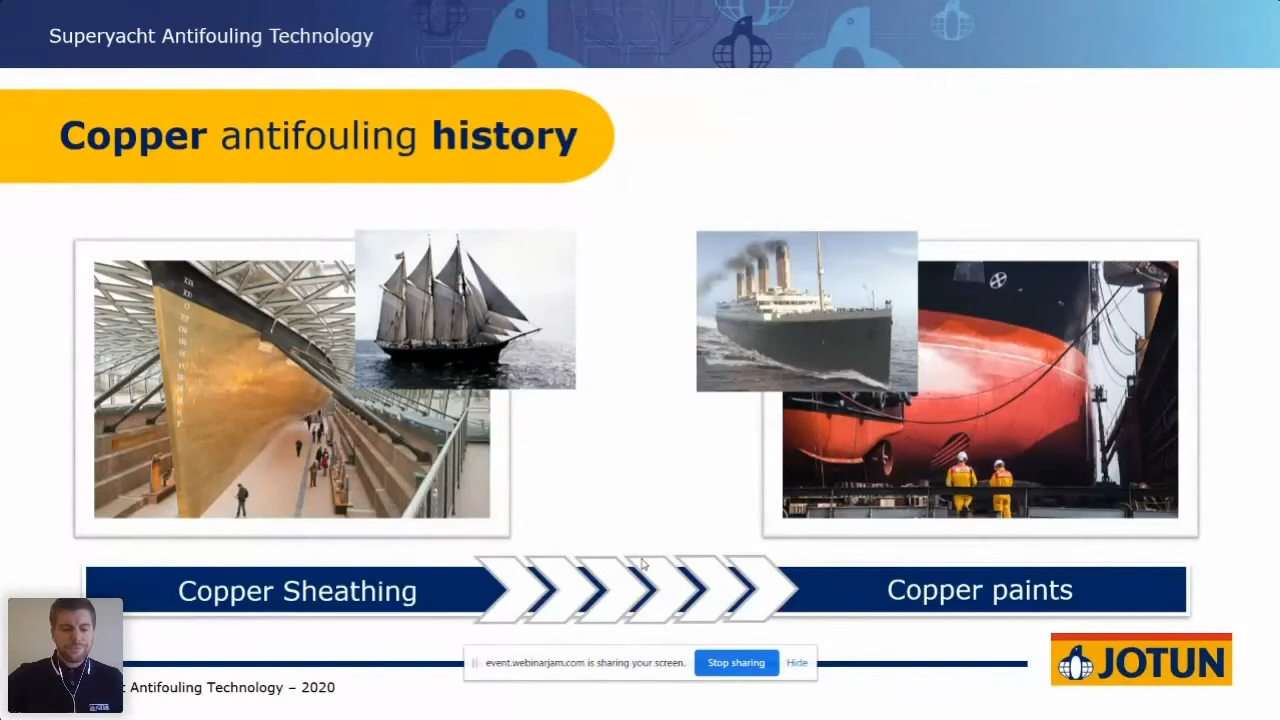 Superyacht Antifouling Technology
Copper antifouling history
Copper Sheathing
Copper paints
event.webinarjam.com is sharing your screen.
Stop sharing
Hide
JOTUN
t Antifouling Technology – 2020